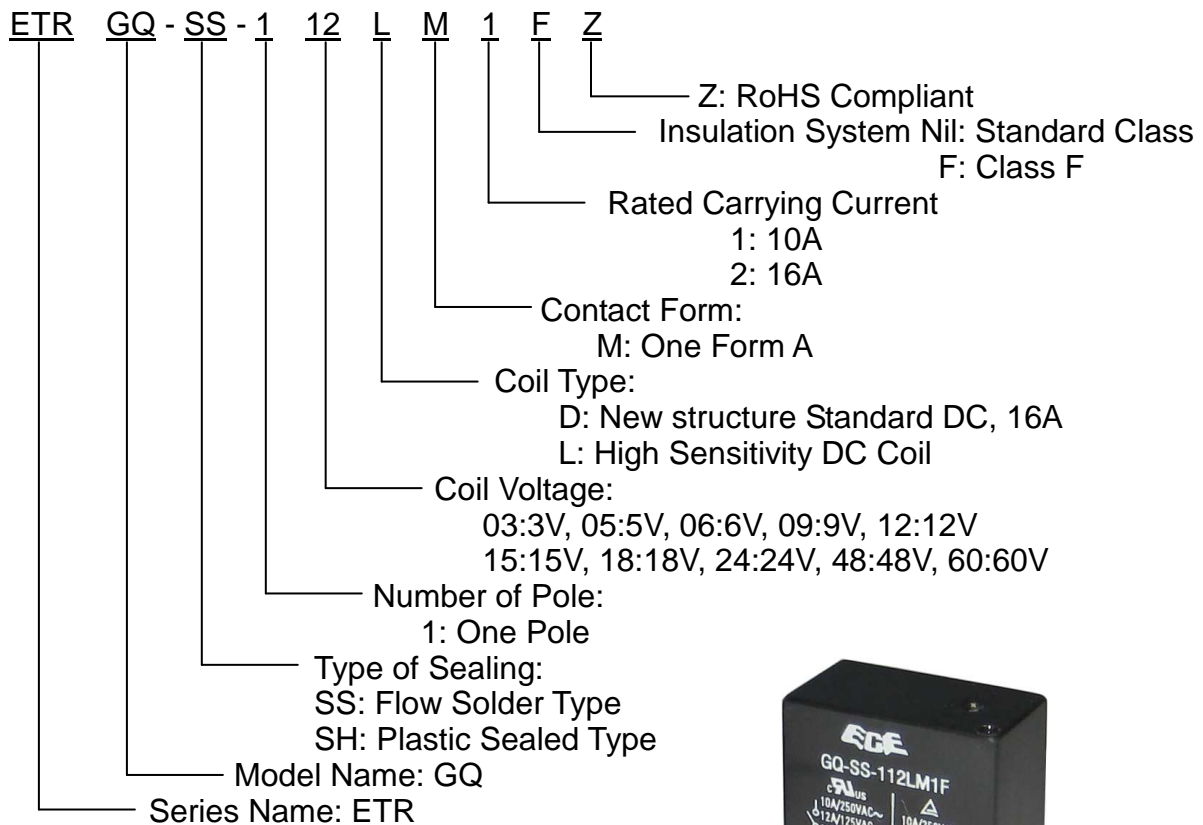 ETR GQ - SS - 1 12 L M 1 F Z
Z: RoHS Compliant
Insulation System Nil: Standard Class
F: Class F
Rated Carrying Current
1: 10A
2: 16A
Contact Form:
M: One Form A
Coil Type:
D: New structure Standard DC, 16A
L: High Sensitivity DC Coil
Coil Voltage:
03:3V, 05:5V, 06:6V, 09:9V, 12:12V
15:15V, 18:18V, 24:24V, 48:48V, 60:60V
Number of Pole:
1: One Pole
Type of Sealing:
SS: Flow Solder Type
SH: Plastic Sealed Type
Model Name: GQ
Series Name: ETR
ECE
GQ-SS-112LM1F
c US
10A/250VAC~
12A/125VAC